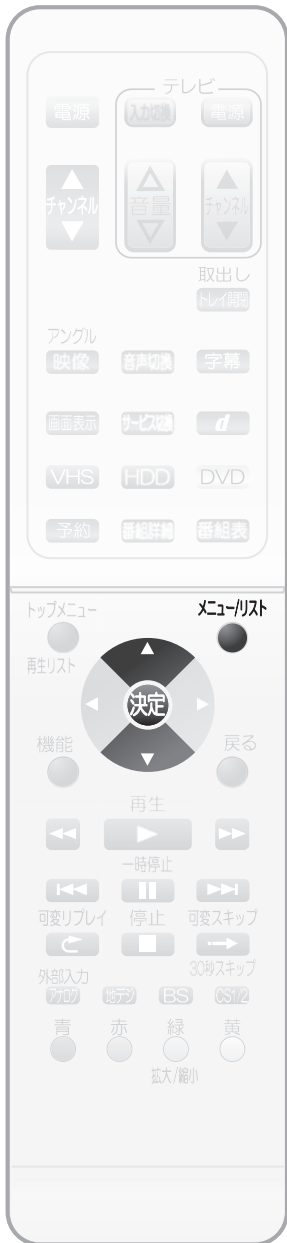 テレビ
電源 入力切換 電源
チャンネル 音量 チャンネル
取出し
トレイ開閉
アングル
映像 音声切換 字幕
画面表示 サービス切換 d
VHS HDD DVD
予約 番組詳細 番組表
トップメニュー メニュー/リスト
再生リスト
決定
機能 戻る
再生
一時停止
可変リプレイ 停止 可変スキップ
30秒スキップ
外部入力
アナログ 地デジ BS CS1/2
青 赤 緑 黄
拡大/縮小